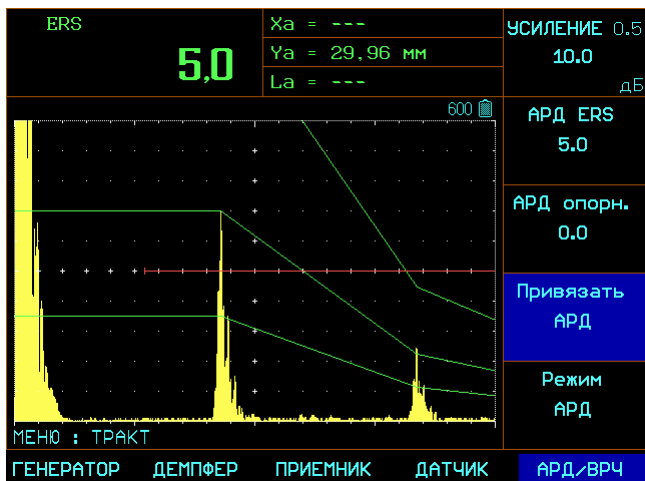 ERS
5,0
Xa = ---
Ya = 29,96 мм
La = ---
УСИЛЕНИЕ 0.5
10.0
дБ
600
АРД ERS
5.0
АРД опорн.
0.0
Привязать
АРД
Режим
АРД
МЕНЮ : ТРАКТ
ГЕНЕРАТОР ДЕМПФЕР ПРИЕМНИК ДАТЧИК АРД/ВРЧ